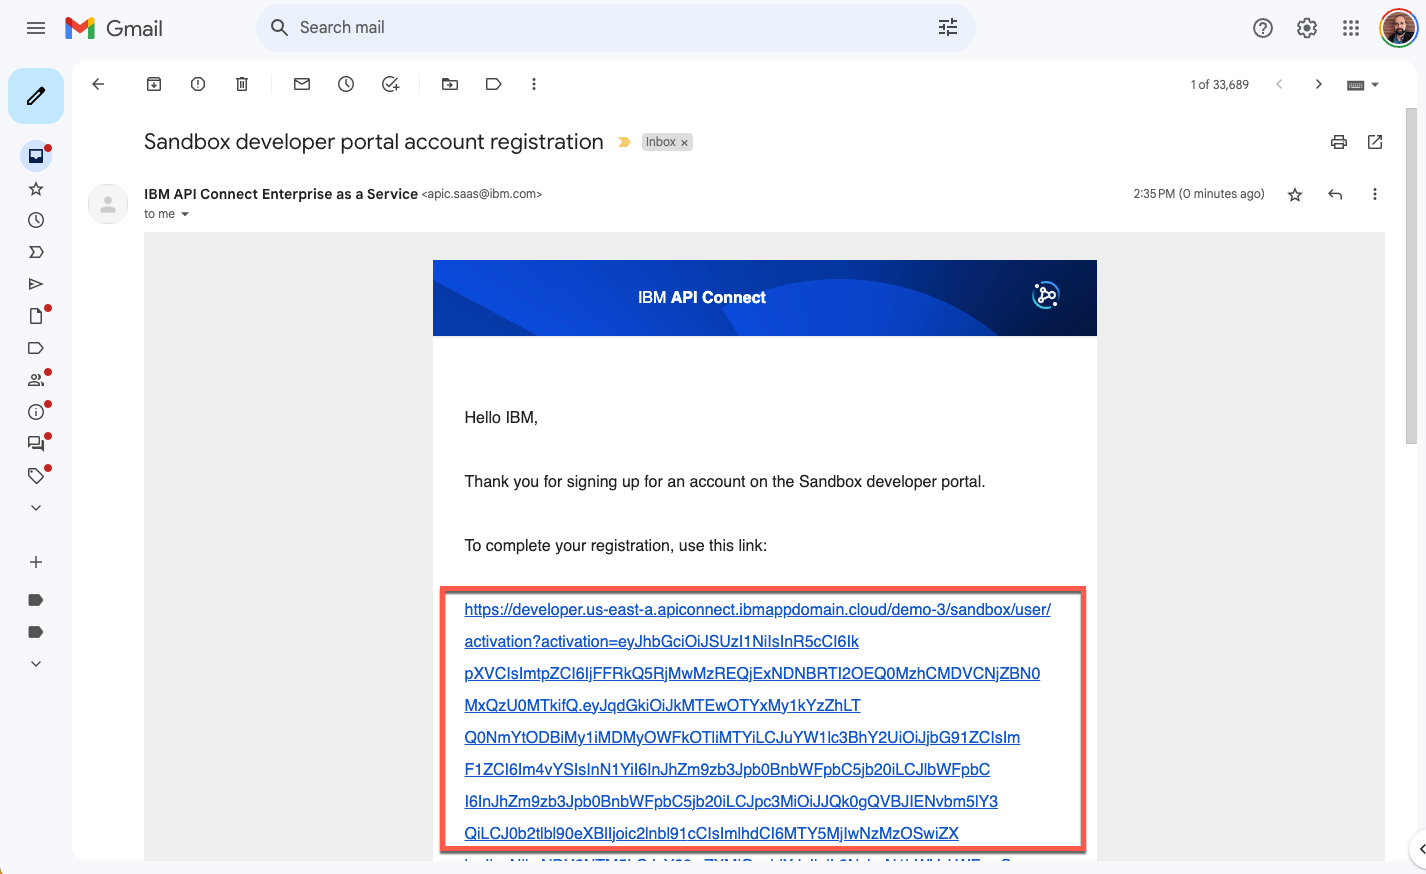 Gmail
Search mail
1 of 33,689
Sandbox developer portal account registration
Inbox ×
IBM API Connect Enterprise as a Service <apic.saas@ibm.com>
2:35 PM (0 minutes ago)
to me
IBM API Connect
Hello IBM,
Thank you for signing up for an account on the Sandbox developer portal.
To complete your registration, use this link:
https://developer.us-east-a.apiconnect.ibmappdomain.cloud/demo-3/sandbox/user/
activation?activation=eyJhbGciOiJSUzI1NiIsInR5cCI6Ik
pXVCIsImtpZCI6IjFFRkQ5RjMwMzREQjExNDNBRTI2OEQ0MzhCMDVCNjZBN0
MxQzU0MTkifQ.eyJqdGkiOiJkMTEwOTYxMy1kYzZhLT
Q0NmYtODBiMy1iMDMyOWFkOTliMTYiLCJuYW1lc3BhY2UiOiJjbG91ZCIsIm
F1ZCI6Im4vYSIsInN1YiI6InJhZm9zb3Jpb0BnbWFpbC5jb20iLCJlbWFpbC
I6InJhZm9zb3Jpb0BnbWFpbC5jb20iLCJpc3MiOiJJQk0gQVBJIENvbm5lY3
QiLCJ0b2tlbl90eXBlIjoic2lnbl91cCIsImlhdCI6MTY5MjIwNzMzOSwiZX